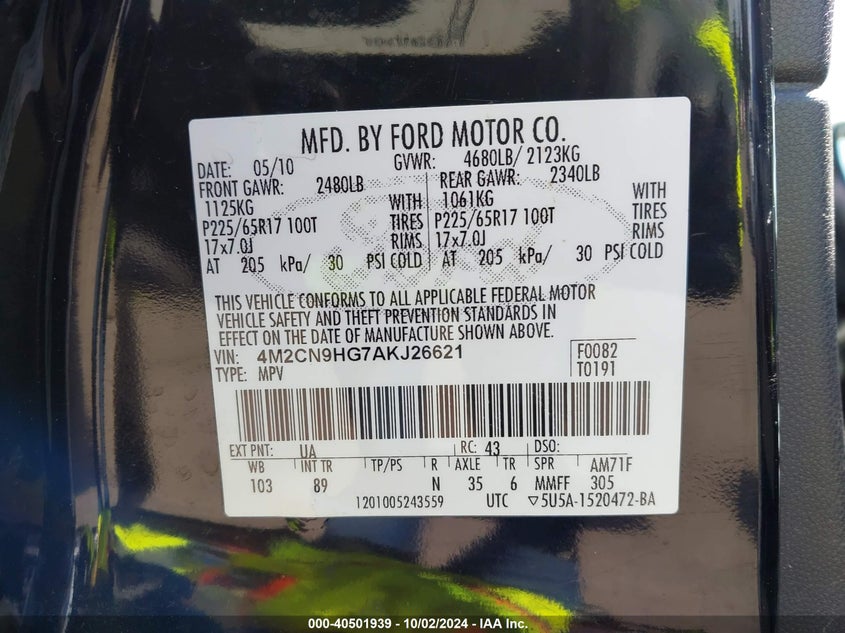 MFD. BY FORD MOTOR CO.
DATE: 05/10 GVWR: 4680LB/ 2123KG
FRONT GAWR: 2480LB REAR GAWR: 2340LB
1125KG WITH 1061KG WITH
P225/65R17 100T TIRES P225/65R17 100T TIRES
17x7.0J RIMS 17x7.0J RIMS
AT 205 kPa/ 30 PSI COLD AT 205 kPa/ 30 PSI COLD
THIS VEHICLE CONFORMS TO ALL APPLICABLE FEDERAL MOTOR
VEHICLE SAFETY AND THEFT PREVENTION STANDARDS IN
EFFECT ON THE DATE OF MANUFACTURE SHOWN ABOVE.
VIN: 4M2CN9HG7AKJ26621 F0082
TYPE: MPV T0191
EXT PNT: UA RC: 43 DSO:
WB INT TR TP/PS R AXLE TR SPR AM71F
103 89 N 35 6 MMFF 305
1201005243559 UTC ▽5U5A-1520472-BA
000-40501939 - 10/02/2024 - IAA Inc.